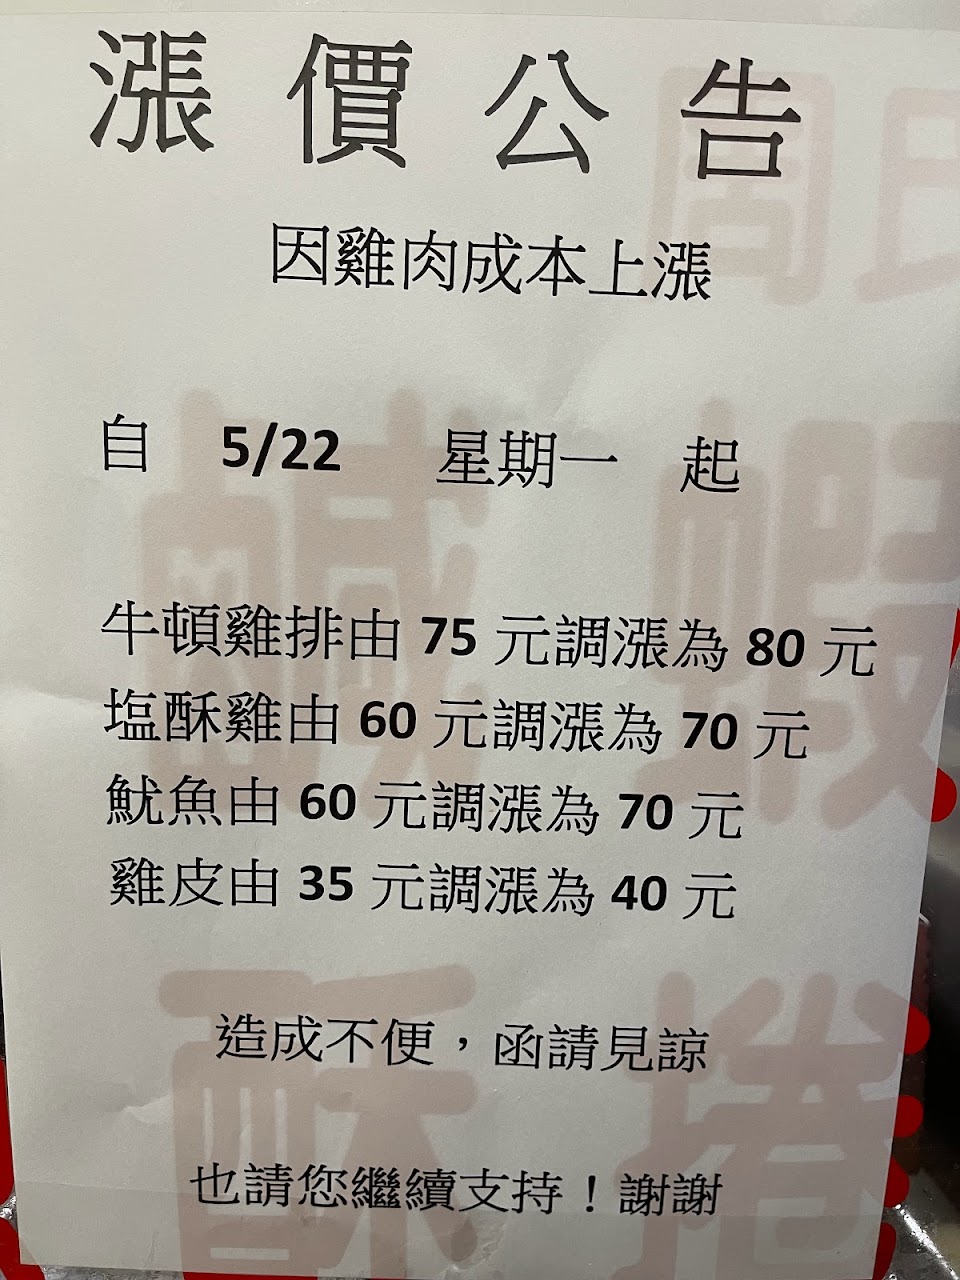 漲價公告
因雞肉成本上漲
自 5/22 星期一 起
牛頓雞排由 75 元調漲為 80 元
塩酥雞由 60 元調漲為 70 元
魷魚由 60 元調漲為 70 元
雞皮由 35 元調漲為 40 元
造成不便，函請見諒
也請您繼續支持！謝謝
鹹
酥
蝦
捲